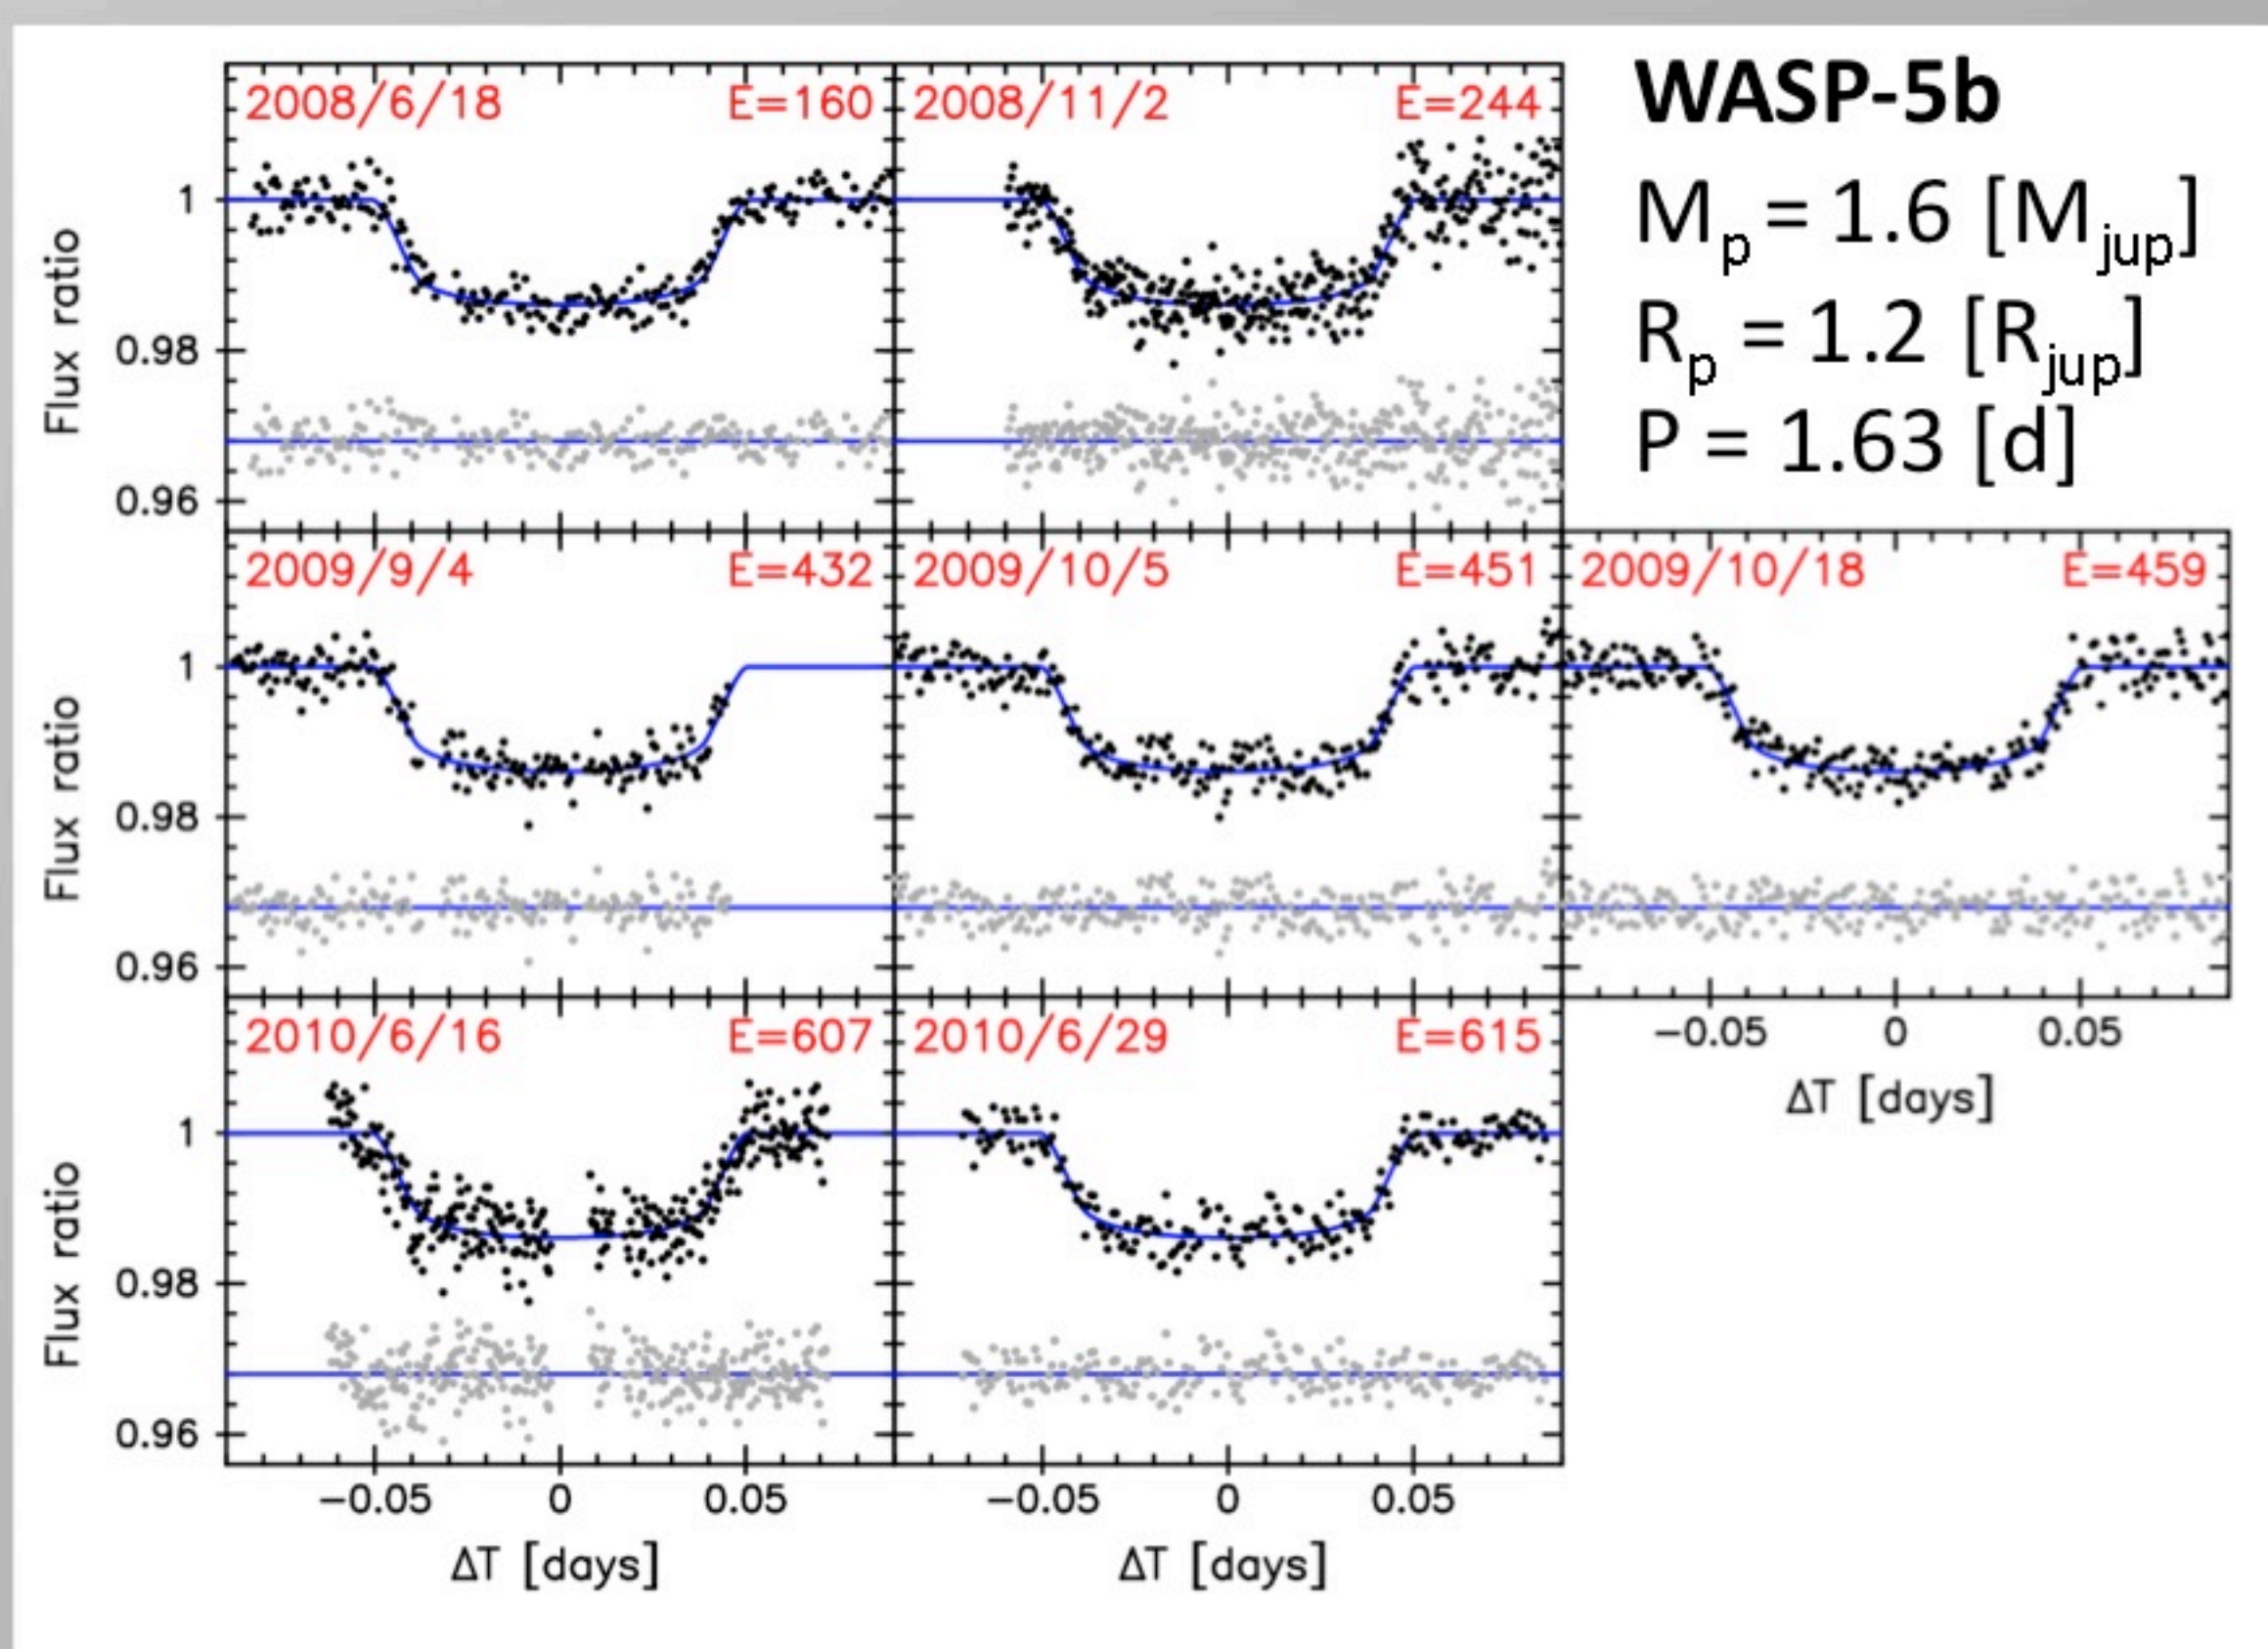 2008/6/18 E=160
2008/11/2 E=244
WASP-5b
Mp = 1.6 [Mjup]
Rp = 1.2 [Rjup]
P = 1.63 [d]
Flux ratio
1
0.98
0.96
2009/9/4 E=432
2009/10/5 E=451
2009/10/18 E=459
Flux ratio
1
0.98
0.96
−0.05 0 0.05
ΔT [days]
2010/6/16 E=607
2010/6/29 E=615
Flux ratio
1
0.98
0.96
−0.05 0 0.05
ΔT [days]
−0.05 0 0.05
ΔT [days]